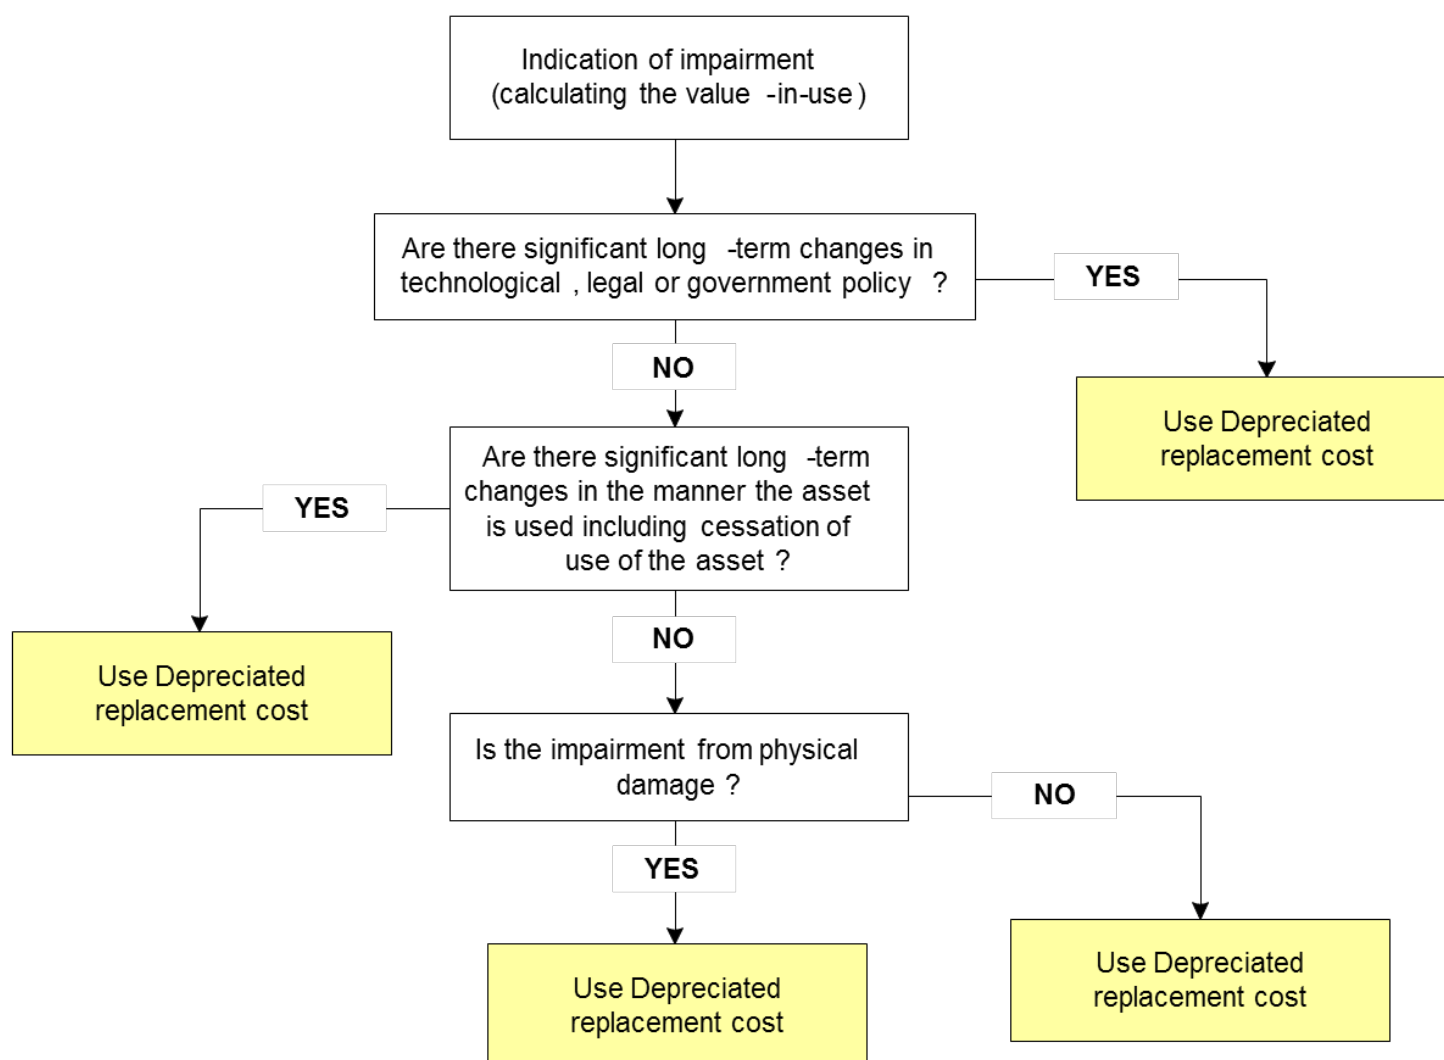 Indication of impairment
(calculating the value -in-use)
Are there significant long -term changes in
technological , legal or government policy ?
YES
NO
Use Depreciated
replacement cost
Are there significant long -term
changes in the manner the asset
is used including cessation of
use of the asset ?
YES
NO
Use Depreciated
replacement cost
Is the impairment from physical
damage ?
NO
YES
Use Depreciated
replacement cost
Use Depreciated
replacement cost